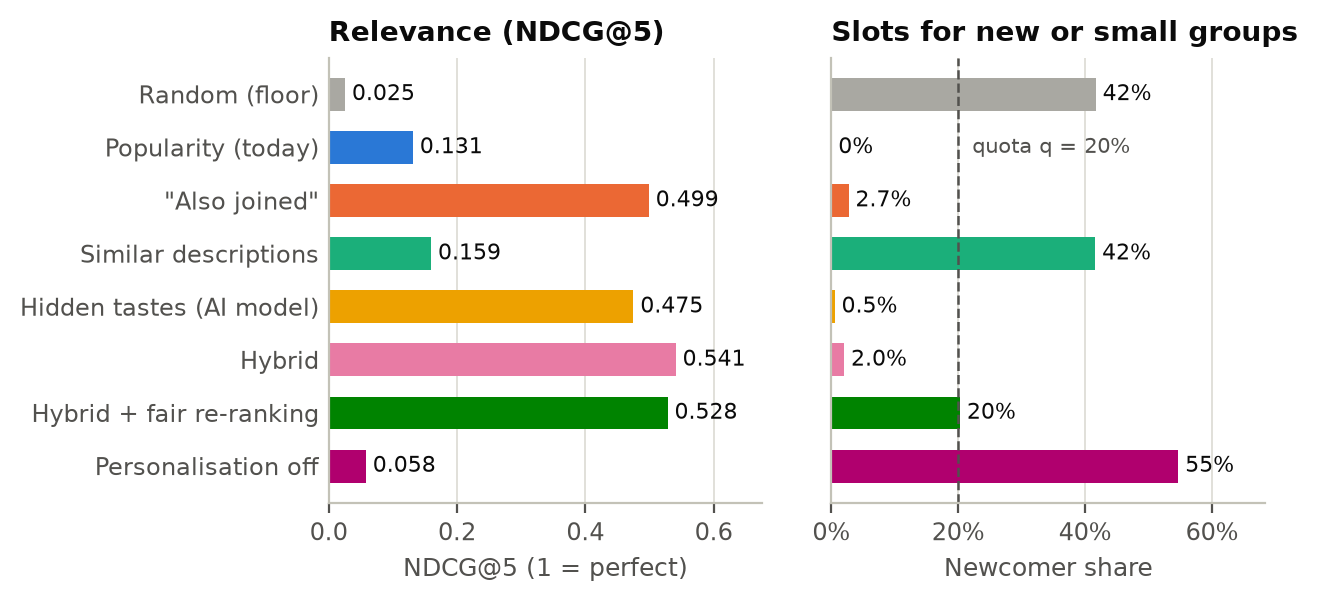 Relevance (NDCG@5)
Random (floor)
0.025
Popularity (today)
0.131
"Also joined"
0.499
Similar descriptions
0.159
Hidden tastes (AI model)
0.475
Hybrid
0.541
Hybrid + fair re-ranking
0.528
Personalisation off
0.058
0.0 0.2 0.4 0.6
NDCG@5 (1 = perfect)
Slots for new or small groups
42%
0%
quota q = 20%
2.7%
42%
0.5%
2.0%
20%
55%
0% 20% 40% 60%
Newcomer share